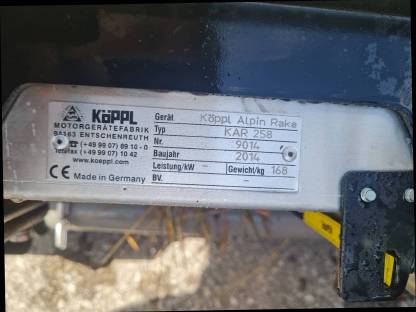 KÖPPL
MOTORGERÄTEFABRIK
94163 ENTSCHENREUTH
☎ (+49 99 07) 89 10 - 0
Telefax (+49 99 07) 10 42
www.koeppl.com
CE Made in Germany
Gerät Köppl Alpin Rake
Typ KAR 258
Nr. 9014
Baujahr 2014
Leistung/kW – Gewicht/kg 168
BV. –